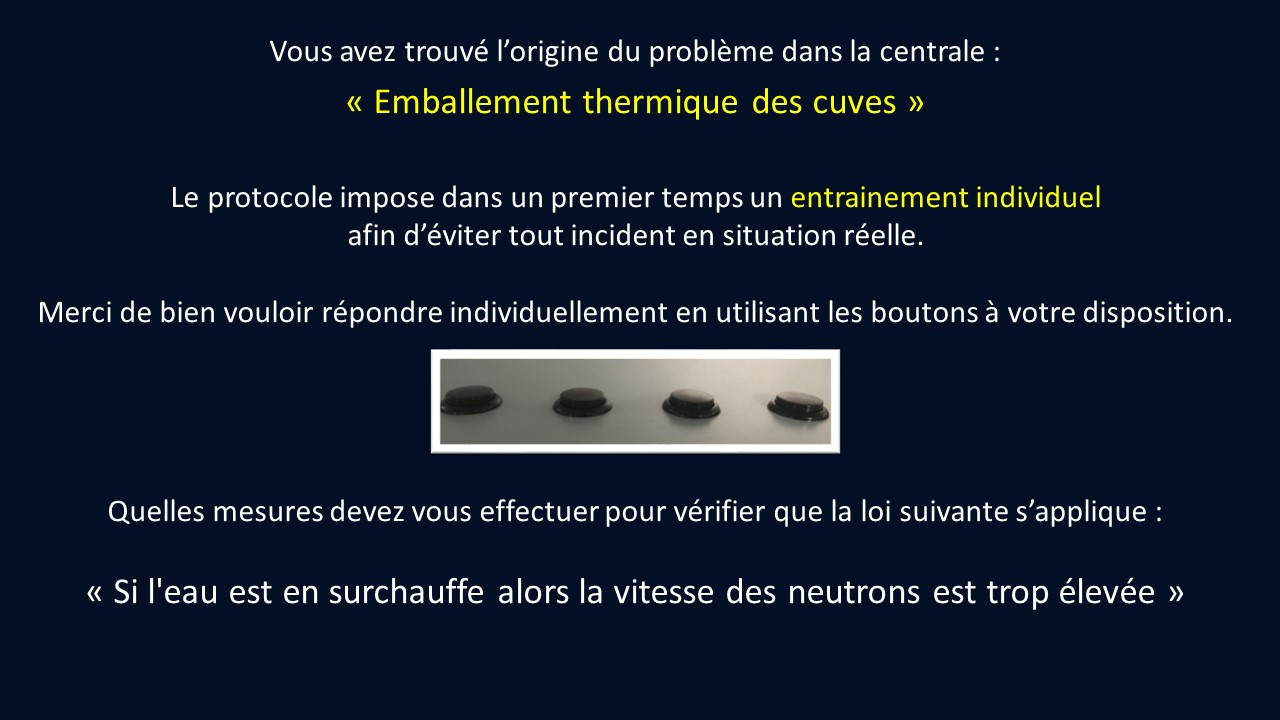 Vous avez trouvé l’origine du problème dans la centrale :
« Emballement thermique des cuves »
Le protocole impose dans un premier temps un entrainement individuel
afin d’éviter tout incident en situation réelle.
Merci de bien vouloir répondre individuellement en utilisant les boutons à votre disposition.
Quelles mesures devez vous effectuer pour vérifier que la loi suivante s’applique :
« Si l'eau est en surchauffe alors la vitesse des neutrons est trop élevée »